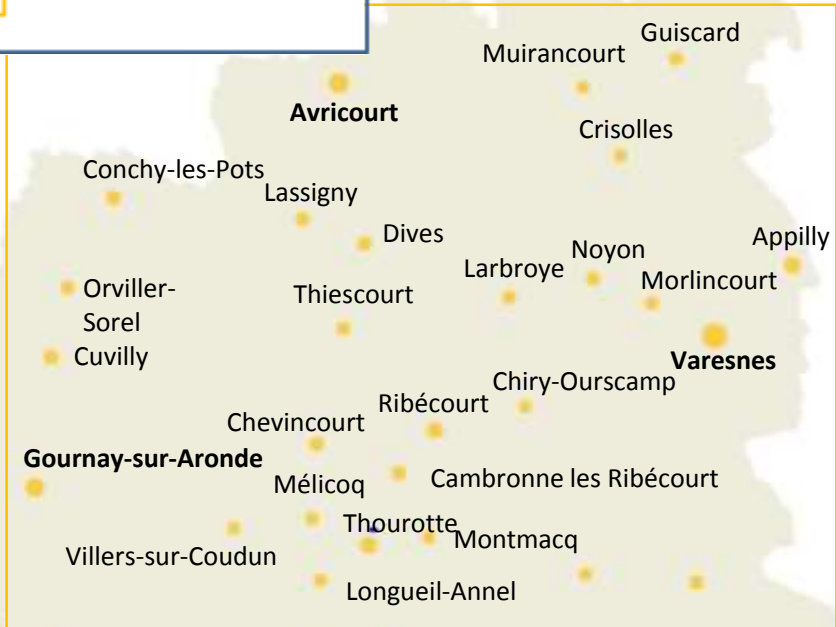 Guiscard
Muirancourt
Avricourt
Crisolles
Conchy-les-Pots
Lassigny
Dives
Appilly
Noyon
Larbroye
Morlincourt
Orviller-
Sorel
Thiescourt
Cuvilly
Varesnes
Chiry-Ourscamp
Ribécourt
Chevincourt
Gournay-sur-Aronde
Cambronne les Ribécourt
Mélicoq
Thourotte
Montmacq
Villers-sur-Coudun
Longueil-Annel